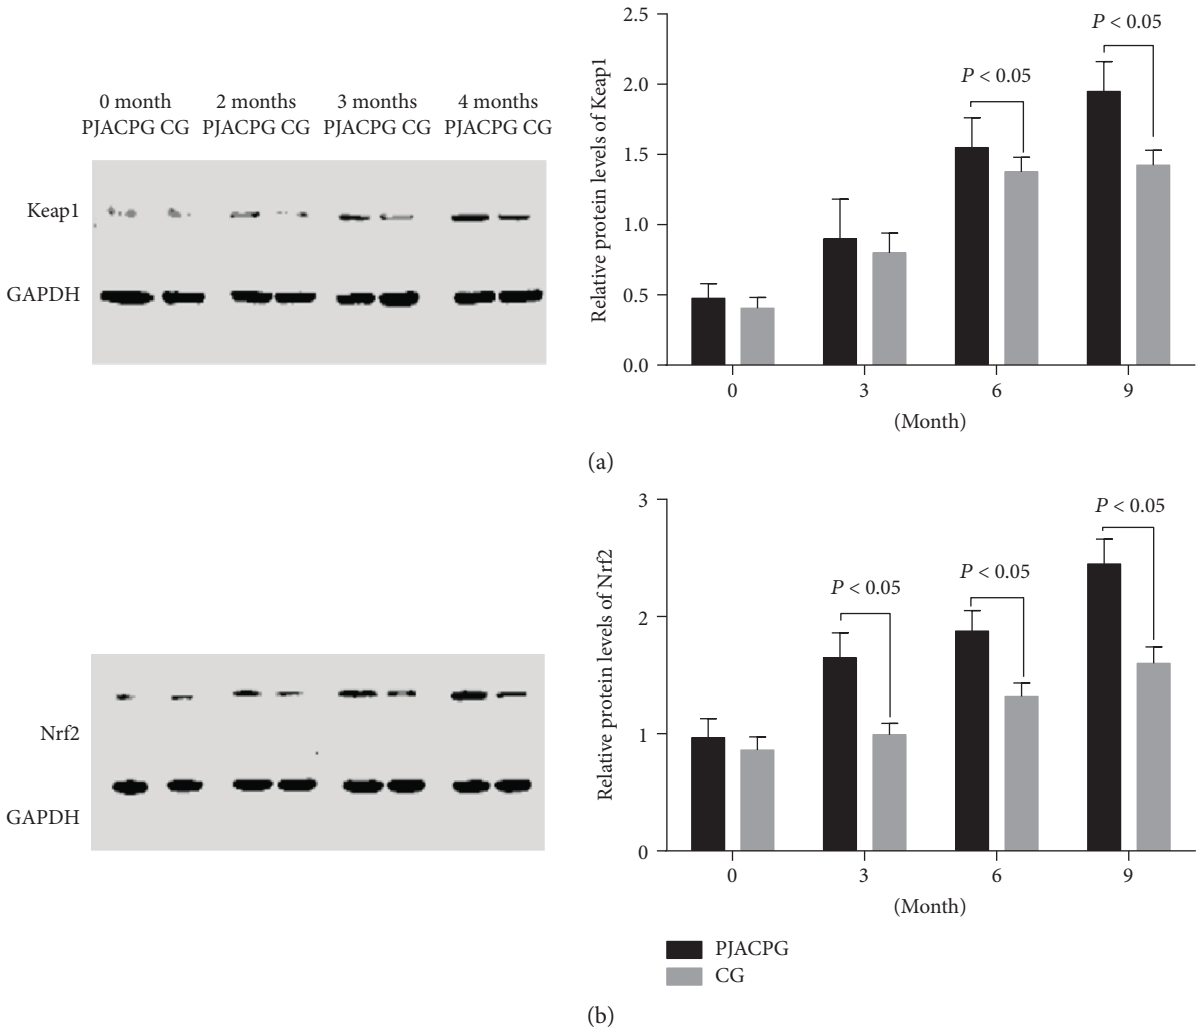 0 month 2 months 3 months 4 months
PJACPG CG PJACPG CG PJACPG CG PJACPG CG
Keap1
GAPDH
Relative protein levels of Keap1
2.5
2.0
1.5
1.0
0.5
0.0
P < 0.05
P < 0.05
0 3 6 9
(Month)
(a)
Nrf2
GAPDH
Relative protein levels of Nrf2
3
2
1
0
P < 0.05
P < 0.05
P < 0.05
0 3 6 9
(Month)
PJACPG
CG
(b)